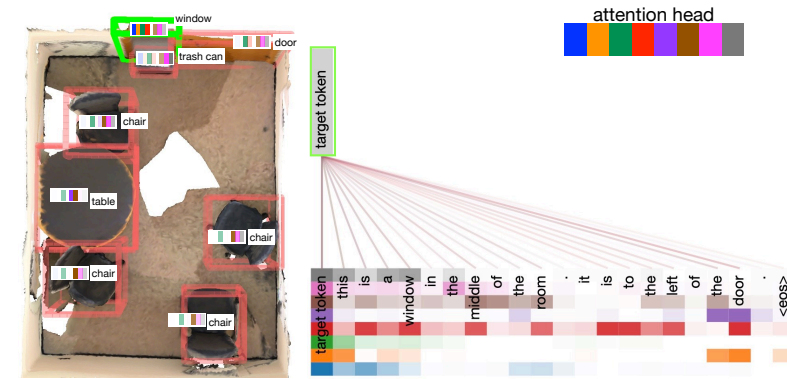 attention head
window
door
trash can
chair
table
chair
chair
chair
target token
target token this is a window in the middle of the room . it is to the left of the door . <eos>